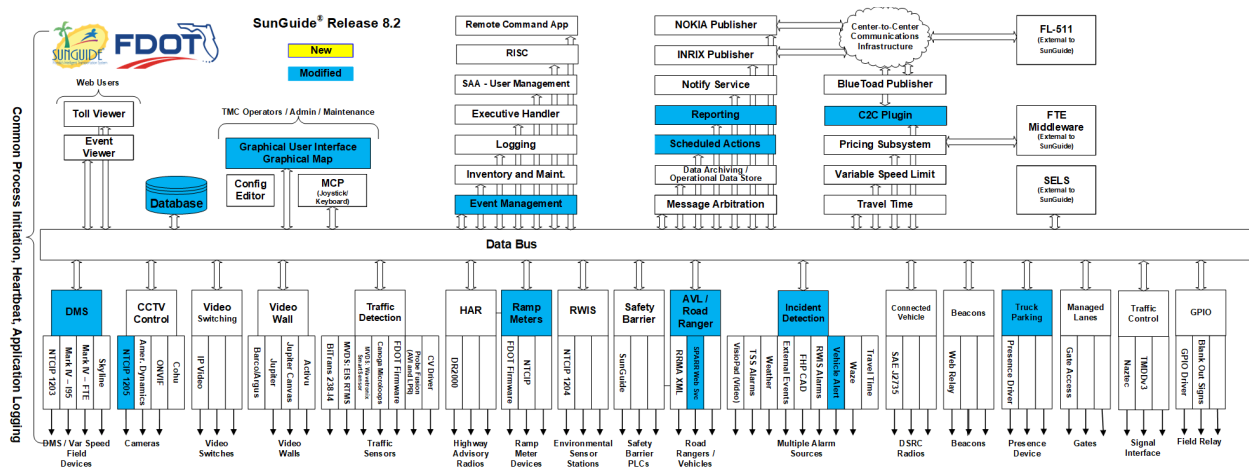 SunGuide® Release 8.2
SUNGUIDE
FDOT
New
Modified
Common Process Initiation, Heartbeat, Application Logging
Web Users
Toll Viewer
Event
Viewer
Database
TMC Operators / Admin / Maintenance
Graphical User Interface
Graphical Map
Config
Editor
MCP
(Joystick/
Keyboard)
Remote Command App
RISC
SAA - User Management
Executive Handler
Logging
Inventory and Maint.
Event Management
NOKIA Publisher
INRIX Publisher
Notify Service
Reporting
Scheduled Actions
Data Archiving /
Operational Data Store
Message Arbitration
Center-to-Center
Communications
Infrastructure
BlueToad Publisher
C2C Plugin
Pricing Subsystem
Variable Speed Limit
Travel Time
FL-511
(External to
SunGuide)
FTE
Middleware
(External to
SunGuide)
SELS
(External to
SunGuide)
Data Bus
DMS
NTCIP 1203
Mark IV – I95
Mark IV – FTE
Skyline
DMS / Var Speed
Field
Devices
CCTV
Control
NTCIP 1205
Amer. Dynamics
ONVIF
Cohu
Cameras
Video
Switching
IP Video
Video
Switches
Video
Wall
Barco/Argus
Jupiter
Jupiter Canvas
Activu
Video
Walls
Traffic
Detection
BiTrans 238-I4
MVDS: EIS RTMS
MVDS: Wavetronix
SmartSensor
Canoga Microloops
FDOT Firmware
Probe Fusion
(AVI and LPR)
CV Driver
Traffic
Sensors
HAR
DR2000
Highway
Advisory
Radios
Ramp
Meters
FDOT Firmware
NTCIP
Ramp
Meter Devices
RWIS
NTCIP 1204
Environmental
Sensor
Stations
Safety
Barrier
SunGuide
Safety
Barrier
PLCs
AVL /
Road
Ranger
RRMA XML
SPARR Web Svc
Road
Rangers /
Vehicles
Incident
Detection
VisioPad (Video)
TSS Alarms
Weather
External Events
FHP CAD
RWIS Alarms
Vehicle Alert
Waze
Travel Time
Multiple Alarm
Sources
Connected
Vehicle
SAE J2735
DSRC
Radios
Beacons
Web Relay
Beacons
Truck
Parking
Presence Driver
Presence
Device
Managed
Lanes
Gate Access
Gates
Traffic
Control
Naztec
TMDDv3
Signal
Interface
GPIO
GPIO Driver
Blank Out Signs
Field Relay